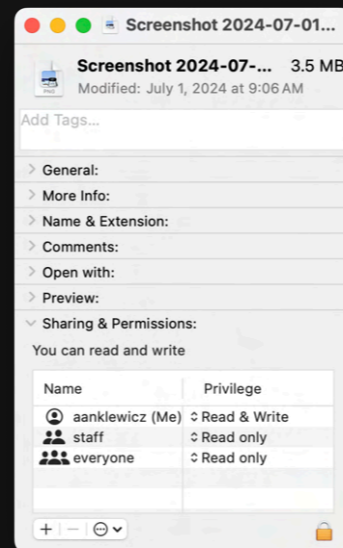 Screenshot 2024-07-01...
Screenshot 2024-07-... 3.5 MB
Modified: July 1, 2024 at 9:06 AM
Add Tags...
General:
More Info:
Name & Extension:
Comments:
Open with:
Preview:
Sharing & Permissions:
You can read and write
Name Privilege
aanklewicz (Me) Read & Write
staff Read only
everyone Read only